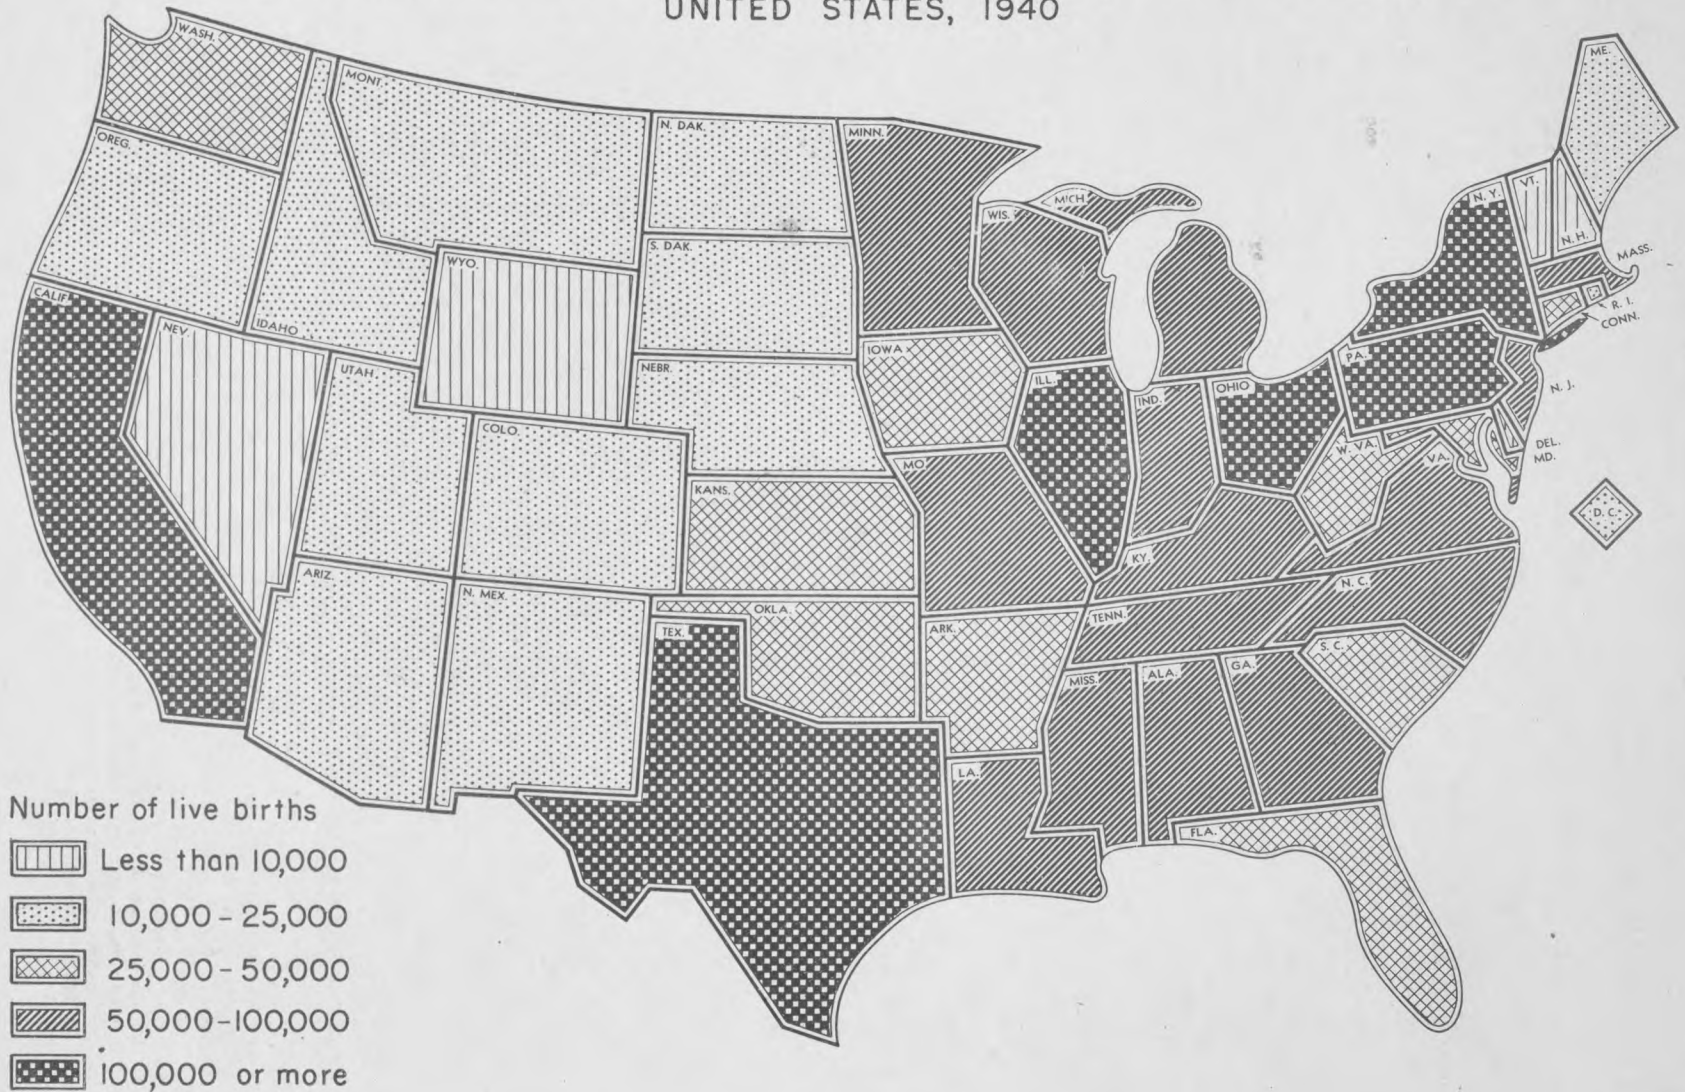 UNITED STATES, 1940
WASH.
MONT.
N. DAK.
MINN.
ME.
OREG.
IDAHO
S. DAK.
WIS.
MICH.
N. Y.
VT.
N. H.
MASS.
R. I.
CONN.
CALIF.
NEV.
WYO.
UTAH
NEBR.
IOWA
ILL.
IND.
OHIO
PA.
N. J.
COLO.
KANS.
MO.
W. VA.
VA.
DEL.
MD.
D. C.
KY.
ARIZ.
N. MEX.
OKLA.
TEX.
ARK.
TENN.
N. C.
S. C.
MISS.
ALA.
GA.
LA.
FLA.
Number of live births
Less than 10,000
10,000 - 25,000
25,000 - 50,000
50,000 - 100,000
100,000 or more